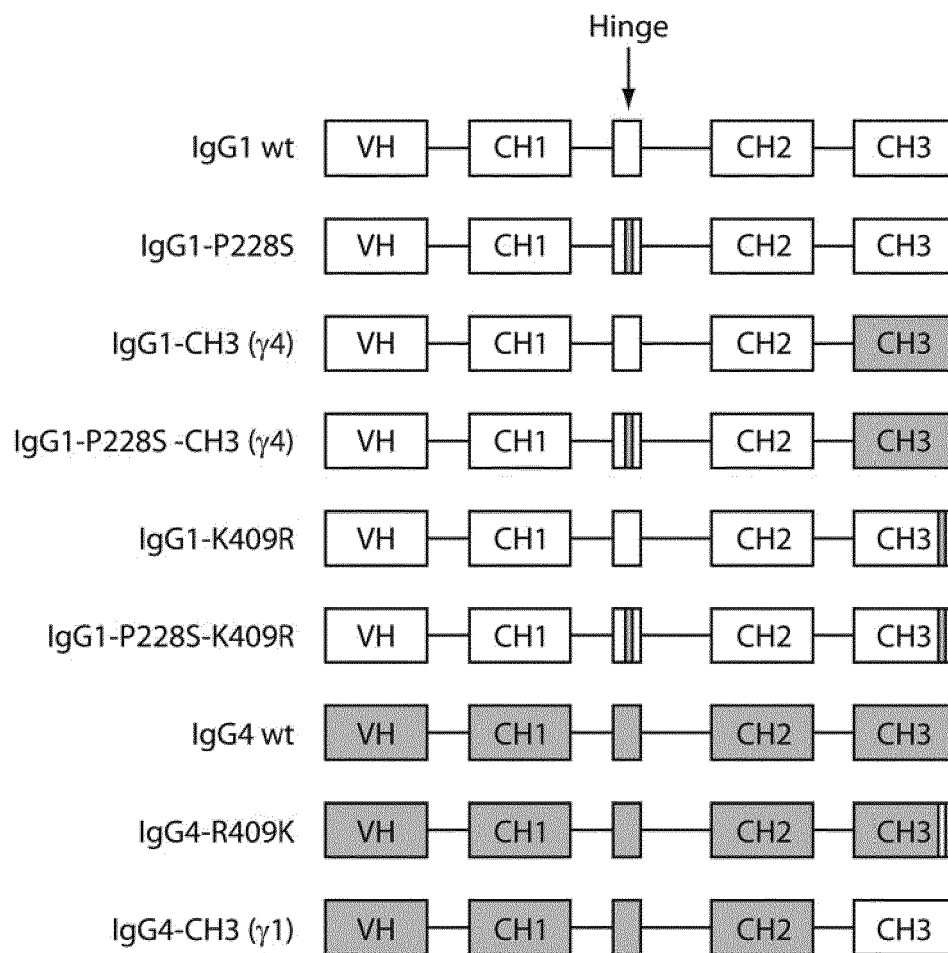 Hinge
IgG1 wt VH CH1 CH2 CH3
IgG1-P228S VH CH1 CH2 CH3
IgG1-CH3 (γ4) VH CH1 CH2 CH3
IgG1-P228S -CH3 (γ4) VH CH1 CH2 CH3
IgG1-K409R VH CH1 CH2 CH3
IgG1-P228S-K409R VH CH1 CH2 CH3
IgG4 wt VH CH1 CH2 CH3
IgG4-R409K VH CH1 CH2 CH3
IgG4-CH3 (γ1) VH CH1 CH2 CH3